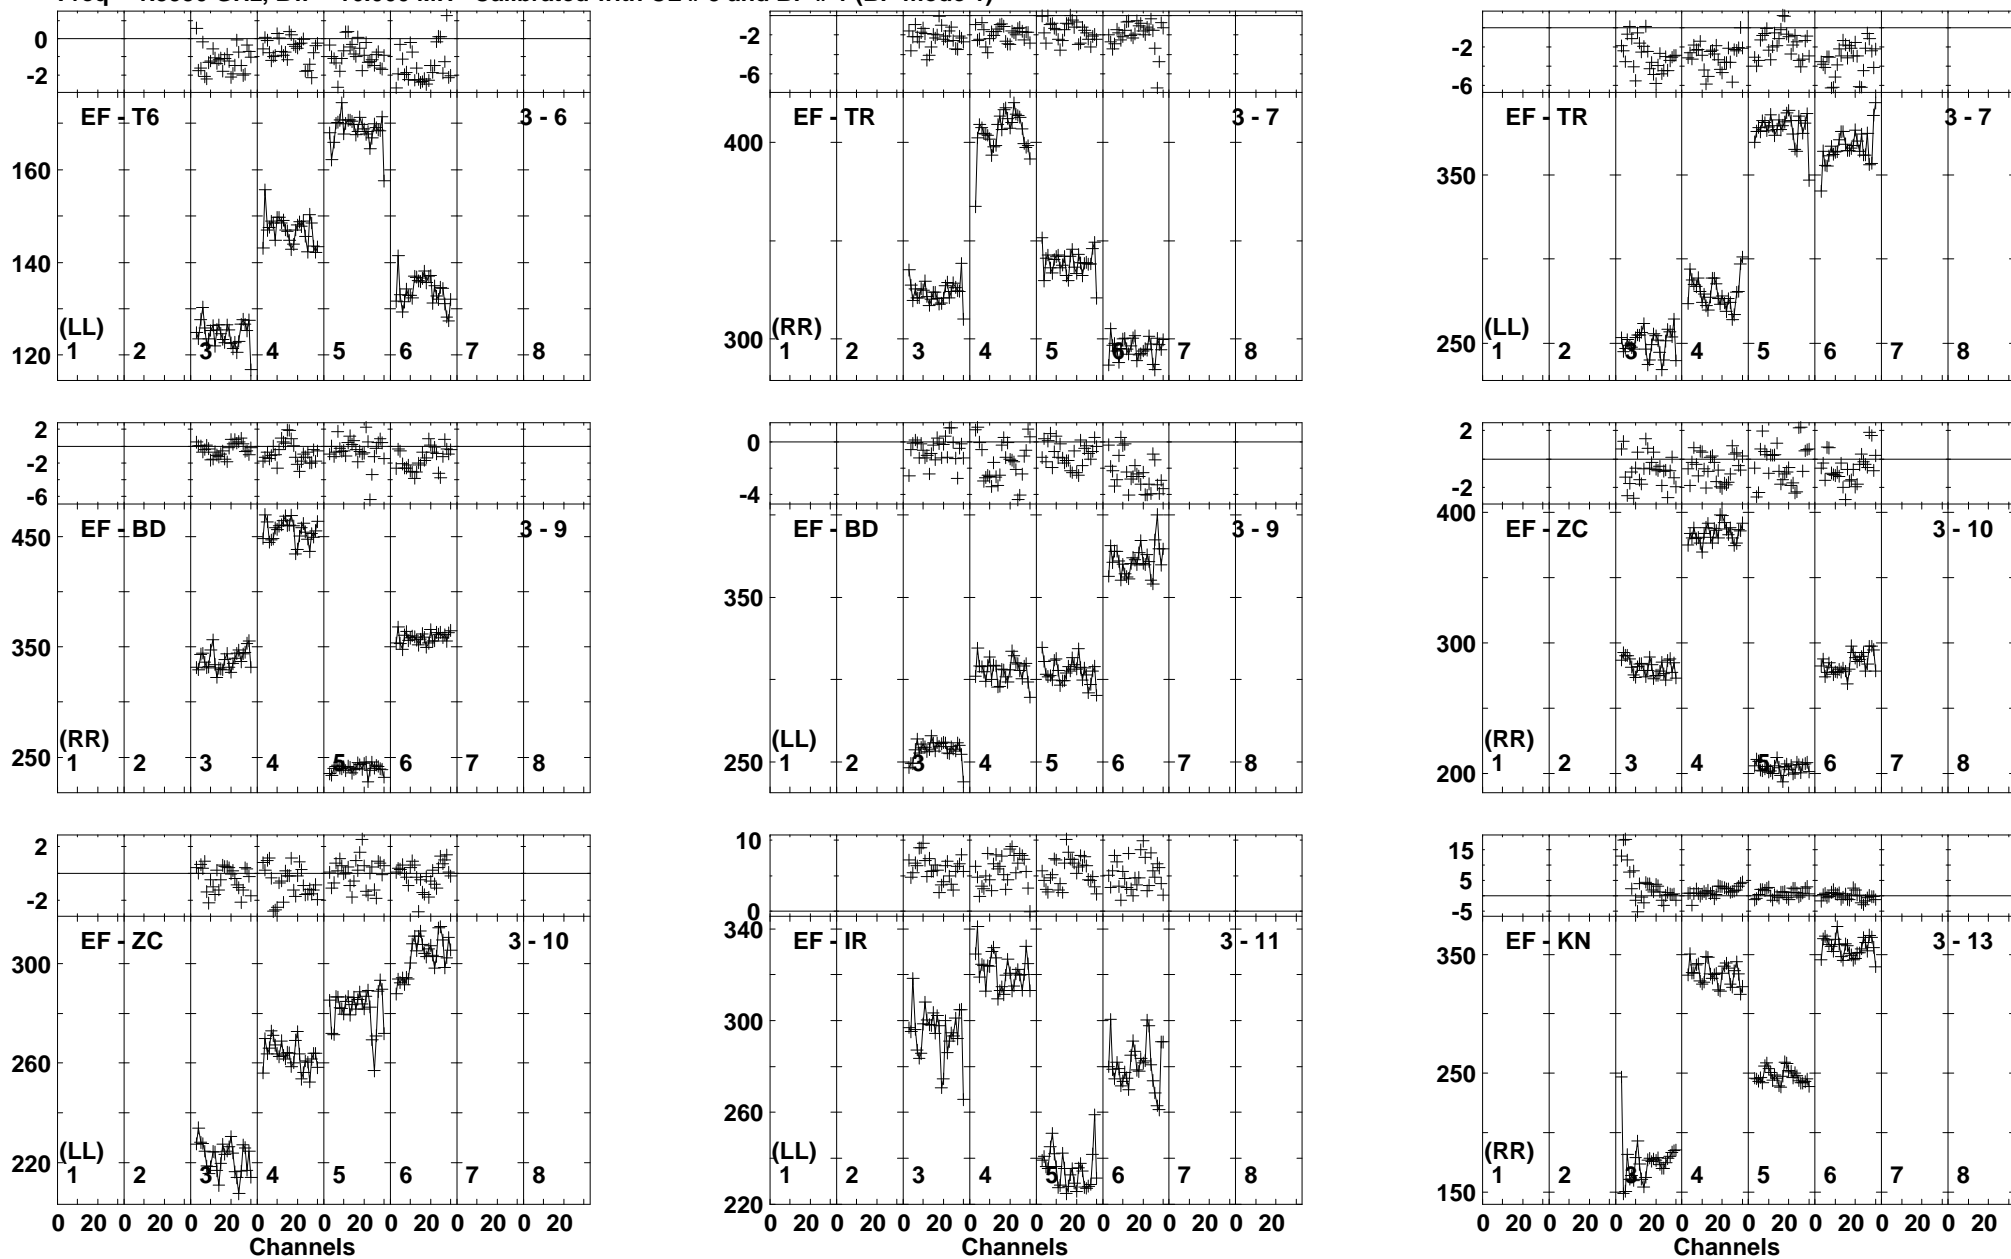 0
-2
EF - T6
3 - 6
160
140
120
(LL)
1 2 3 4 5 6 7 8
-2
-6
EF - TR
3 - 7
400
300
(RR)
1 2 3 4 5 6 7 8
-2
-6
EF - TR
3 - 7
350
250
(LL)
1 2 3 4 5 6 7 8
2
-2
-6
EF - BD
3 - 9
450
350
250
(RR)
1 2 3 4 5 6 7 8
0
-4
EF - BD
3 - 9
350
250
(LL)
1 2 3 4 5 6 7 8
2
-2
EF - ZC
3 - 10
400
300
200
(RR)
1 2 3 4 5 6 7 8
2
-2
EF - ZC
3 - 10
300
260
220
(LL)
1 2 3 4 5 6 7 8
0 20 0 20 0 20 0 20 0 20 0 20 0 20 0 20
Channels
10
5
0
EF - IR
3 - 11
340
300
260
220
(LL)
1 2 3 4 5 6 7 8
0 20 0 20 0 20 0 20 0 20 0 20 0 20 0 20
Channels
15
5
-5
EF - KN
3 - 13
350
250
150
(RR)
1 2 3 4 5 6 7 8
0 20 0 20 0 20 0 20 0 20 0 20 0 20 0 20
Channels